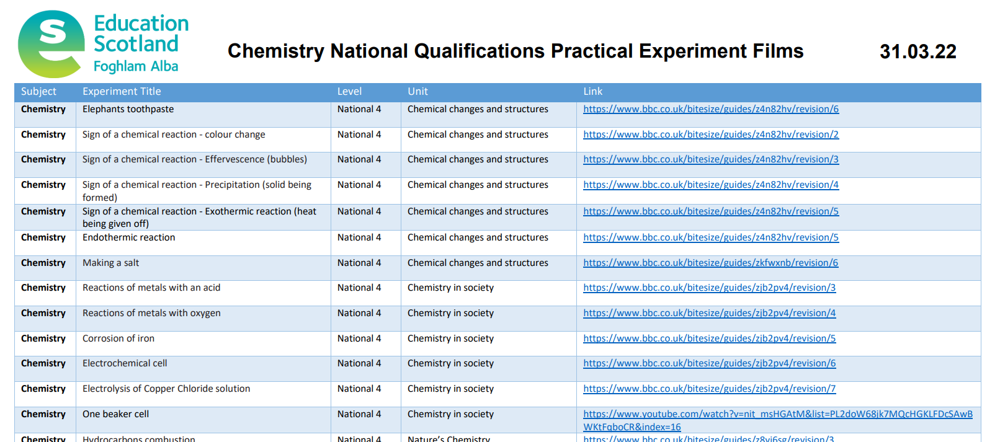 Education
Scotland
Foghlam Alba
Chemistry National Qualifications Practical Experiment Films 31.03.22
Subject Experiment Title Level Unit Link
Chemistry Elephants toothpaste National 4 Chemical changes and structures https://www.bbc.co.uk/bitesize/guides/z4n82hv/revision/6
Chemistry Sign of a chemical reaction - colour change National 4 Chemical changes and structures https://www.bbc.co.uk/bitesize/guides/z4n82hv/revision/2
Chemistry Sign of a chemical reaction - Effervescence (bubbles) National 4 Chemical changes and structures https://www.bbc.co.uk/bitesize/guides/z4n82hv/revision/3
Chemistry Sign of a chemical reaction - Precipitation (solid being National 4 Chemical changes and structures https://www.bbc.co.uk/bitesize/guides/z4n82hv/revision/4
formed)
Chemistry Sign of a chemical reaction - Exothermic reaction (heat National 4 Chemical changes and structures https://www.bbc.co.uk/bitesize/guides/z4n82hv/revision/5
being given off)
Chemistry Endothermic reaction National 4 Chemical changes and structures https://www.bbc.co.uk/bitesize/guides/z4n82hv/revision/5
Chemistry Making a salt National 4 Chemical changes and structures https://www.bbc.co.uk/bitesize/guides/zkfwxnb/revision/6
Chemistry Reactions of metals with an acid National 4 Chemistry in society https://www.bbc.co.uk/bitesize/guides/zjb2pv4/revision/3
Chemistry Reactions of metals with oxygen National 4 Chemistry in society https://www.bbc.co.uk/bitesize/guides/zjb2pv4/revision/4
Chemistry Corrosion of iron National 4 Chemistry in society https://www.bbc.co.uk/bitesize/guides/zjb2pv4/revision/5
Chemistry Electrochemical cell National 4 Chemistry in society https://www.bbc.co.uk/bitesize/guides/zjb2pv4/revision/6
Chemistry Electrolysis of Copper Chloride solution National 4 Chemistry in society https://www.bbc.co.uk/bitesize/guides/zjb2pv4/revision/7
Chemistry One beaker cell National 4 Chemistry in society https://www.youtube.com/watch?v=nit_msHGAtM&list=PL2doW68jk7MQcHGKLFDcSAwB
WKtFqboCR&index=16
Chemistry Hydrocarbons combustion National 4 Nature's Chemistry